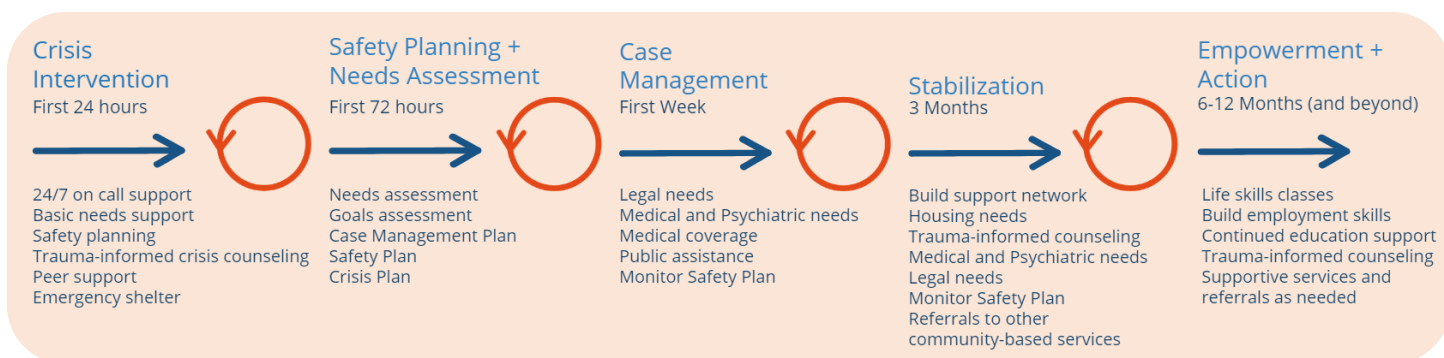 Crisis
Intervention
First 24 hours
24/7 on call support
Basic needs support
Safety planning
Trauma-informed crisis counseling
Peer support
Emergency shelter
Safety Planning +
Needs Assessment
First 72 hours
Needs assessment
Goals assessment
Case Management Plan
Safety Plan
Crisis Plan
Case
Management
First Week
Legal needs
Medical and Psychiatric needs
Medical coverage
Public assistance
Monitor Safety Plan
Stabilization
3 Months
Build support network
Housing needs
Trauma-informed counseling
Medical and Psychiatric needs
Legal needs
Monitor Safety Plan
Referrals to other
community-based services
Empowerment +
Action
6-12 Months (and beyond)
Life skills classes
Build employment skills
Continued education support
Trauma-informed counseling
Supportive services and
referrals as needed